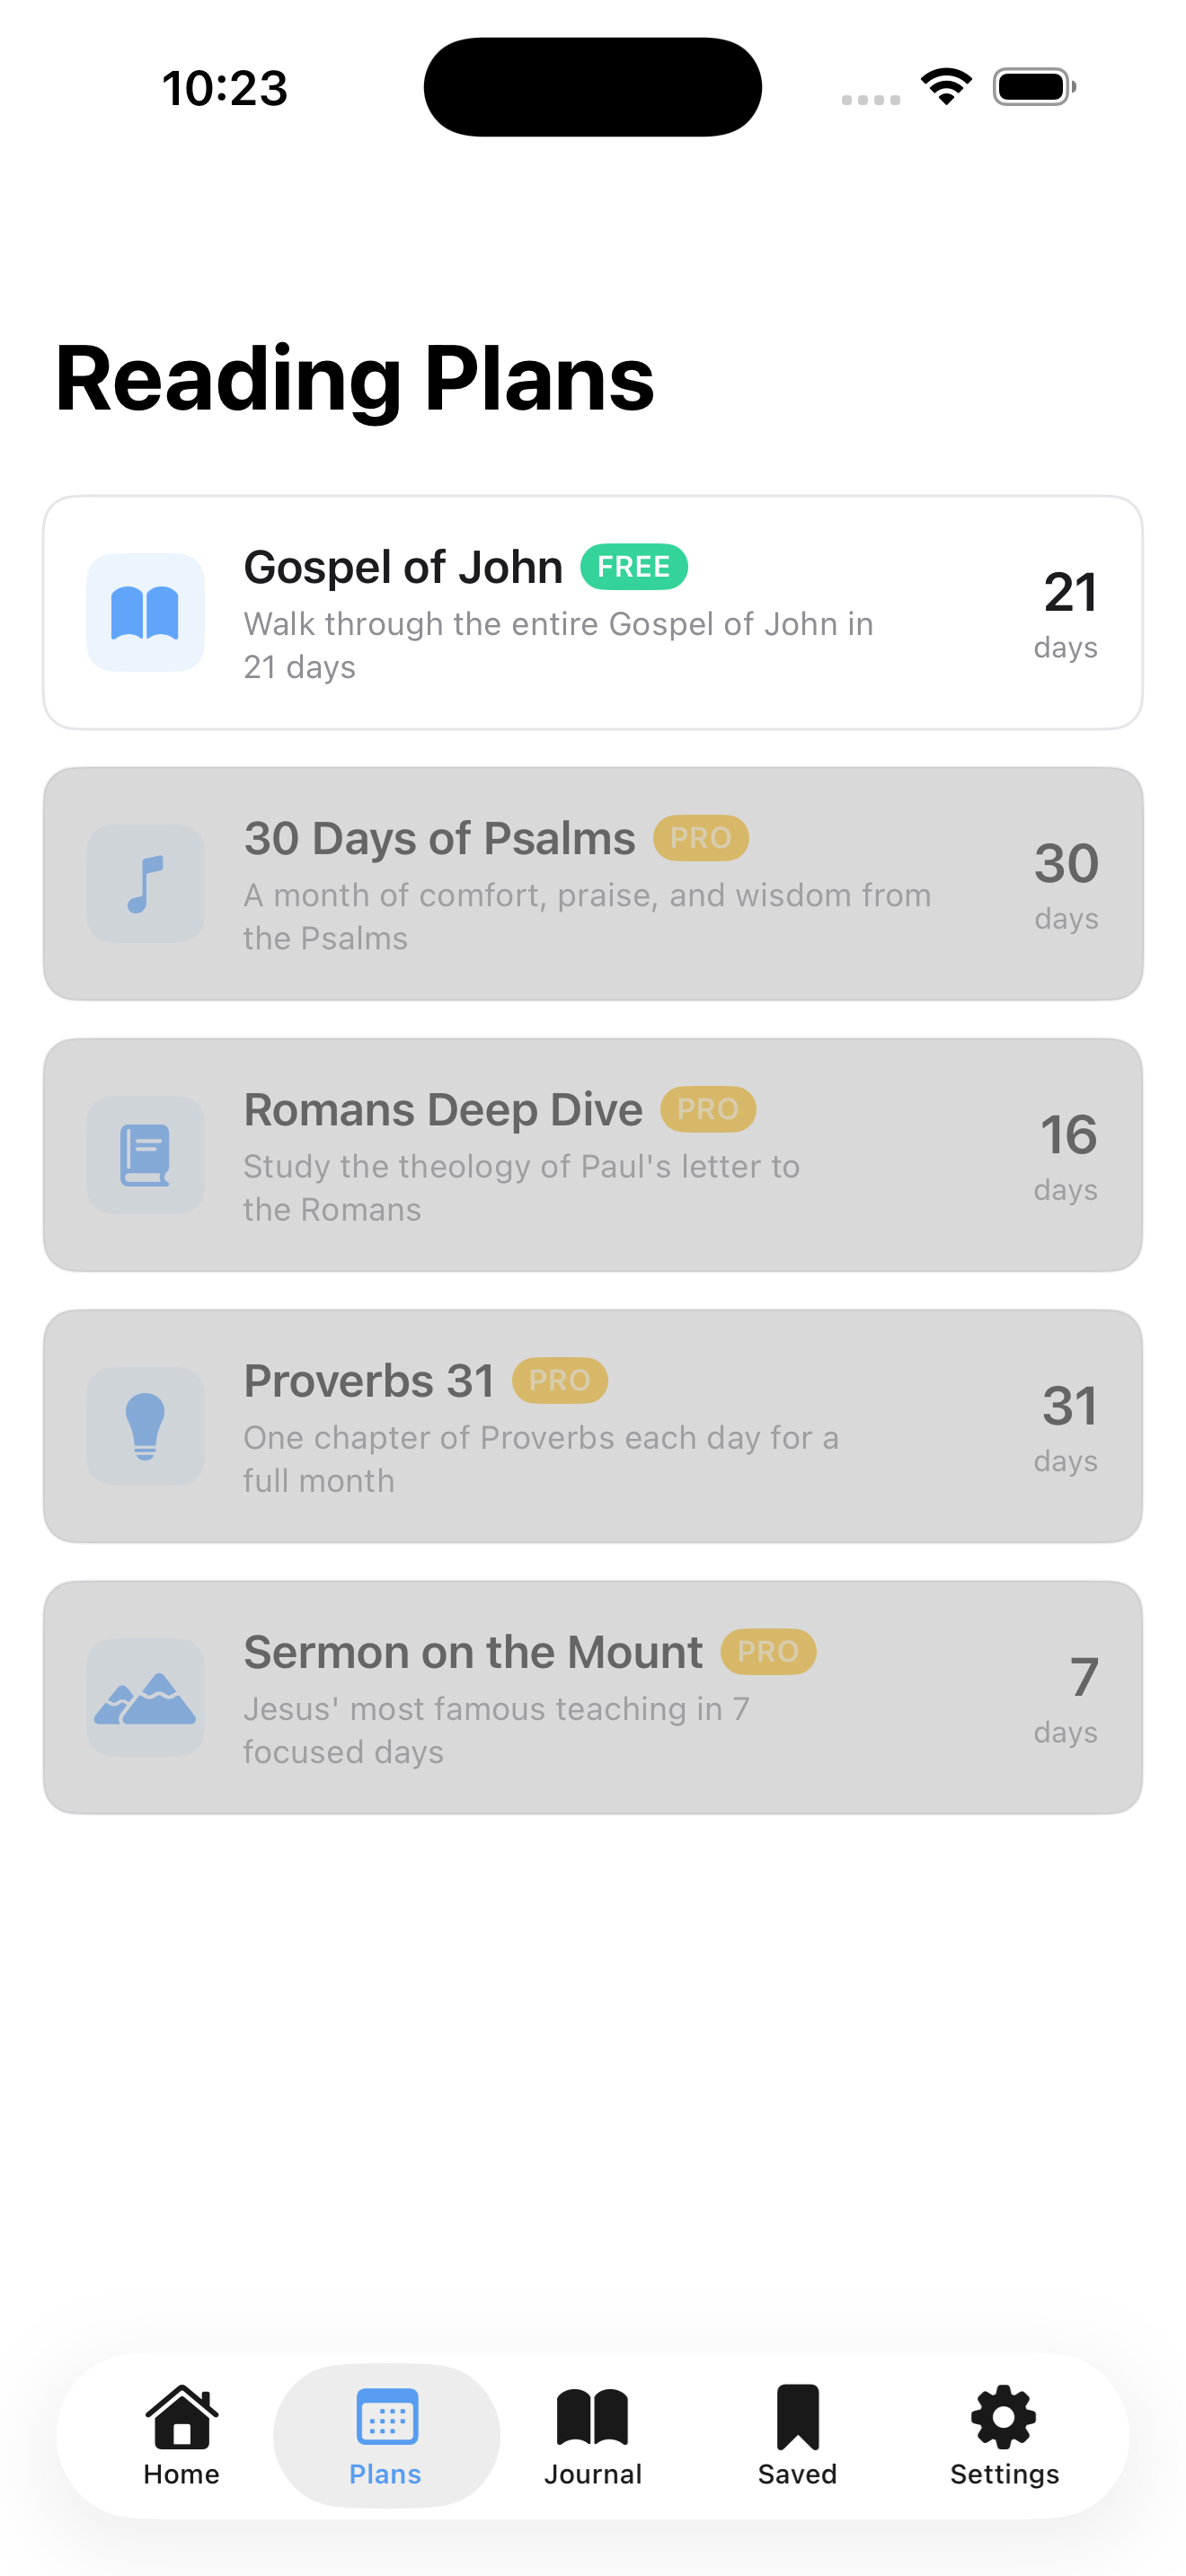 10:23
Reading Plans
Gospel of John FREE
Walk through the entire Gospel of John in
21 days
21
days
30 Days of Psalms PRO
A month of comfort, praise, and wisdom from
the Psalms
30
days
Romans Deep Dive PRO
Study the theology of Paul's letter to
the Romans
16
days
Proverbs 31 PRO
One chapter of Proverbs each day for a
full month
31
days
Sermon on the Mount PRO
Jesus' most famous teaching in 7
focused days
7
days
Home Plans Journal Saved Settings